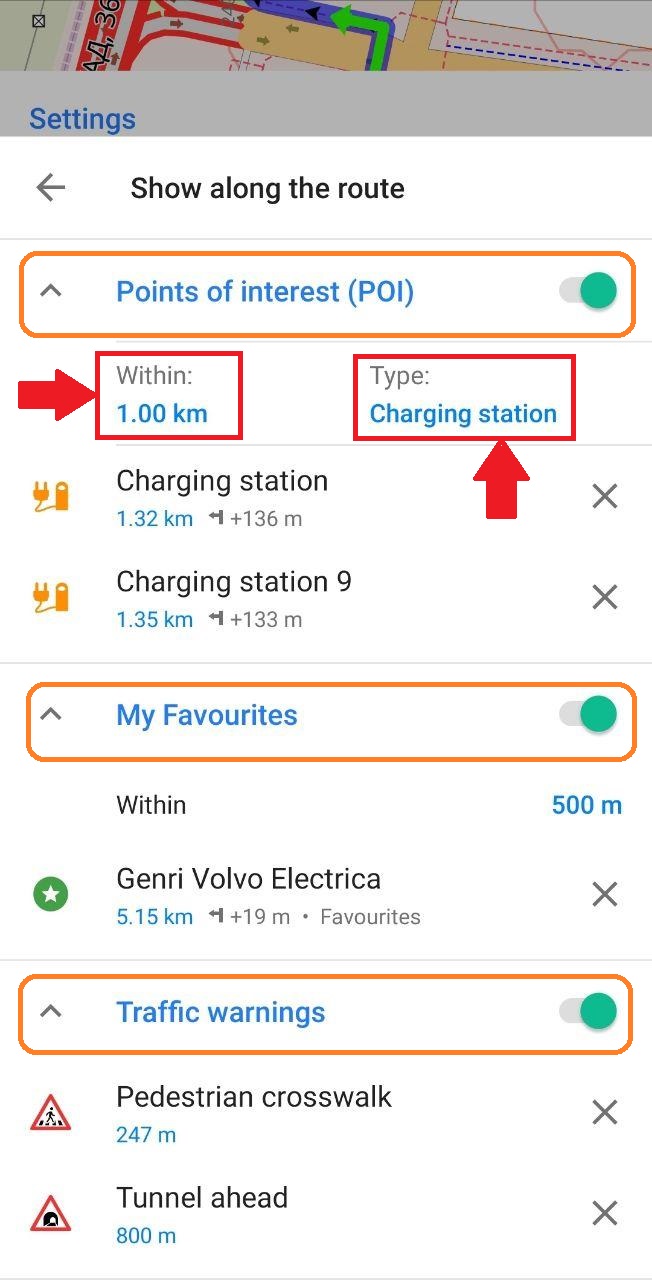 АД, 36
Settings
Show along the route
Points of interest (POI)
Within:
1.00 km
Type:
Charging station
Charging station
1.32 km +136 m
Charging station 9
1.35 km +133 m
My Favourites
Within 500 m
Genri Volvo Electrica
5.15 km +19 m • Favourites
Traffic warnings
Pedestrian crosswalk
247 m
Tunnel ahead
800 m